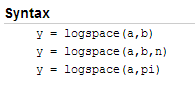 Syntax
y = logspace(a,b)
y = logspace(a,b,n)
y = logspace(a,pi)